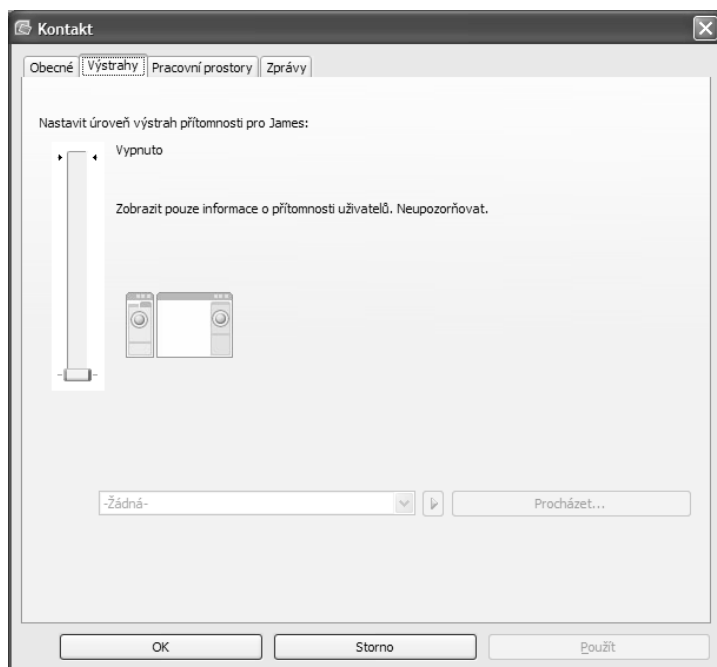 Kontakt
Obecné Výstrahy Pracovní prostory Zprávy
Nastavit úroveň výstrah přítomnosti pro James:
Vypnuto
Zobrazit pouze informace o přítomnosti uživatelů. Neupozorňovat.
-Žádná- Procházet...
OK Storno Použít